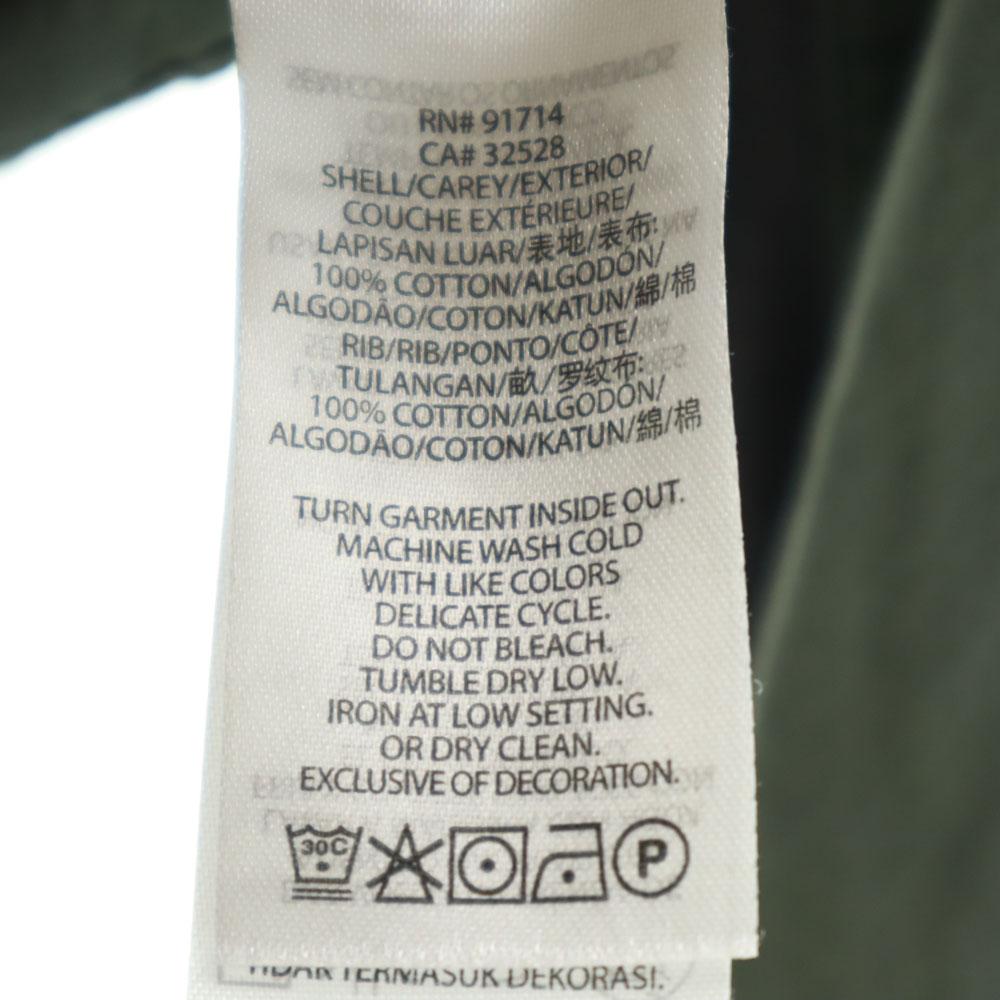 RN# 91714
CA# 32528
SHELL/CAREY/EXTERIOR/
COUCHE EXTÉRIEURE/
LAPISAN LUAR/表地/表布:
100% COTTON/ALGODÓN/
ALGODÃO/COTON/KATUN/綿/棉
RIB/RIB/PONTO/CÔTE/
TULANGAN/畝/罗纹布:
100% COTTON/ALGODÓN/
ALGODÃO/COTON/KATUN/綿/棉
TURN GARMENT INSIDE OUT.
MACHINE WASH COLD
WITH LIKE COLORS
DELICATE CYCLE.
DO NOT BLEACH.
TUMBLE DRY LOW.
IRON AT LOW SETTING.
OR DRY CLEAN.
EXCLUSIVE OF DECORATION.
30C
P
TIDAK TERMASUK DEKORASI.